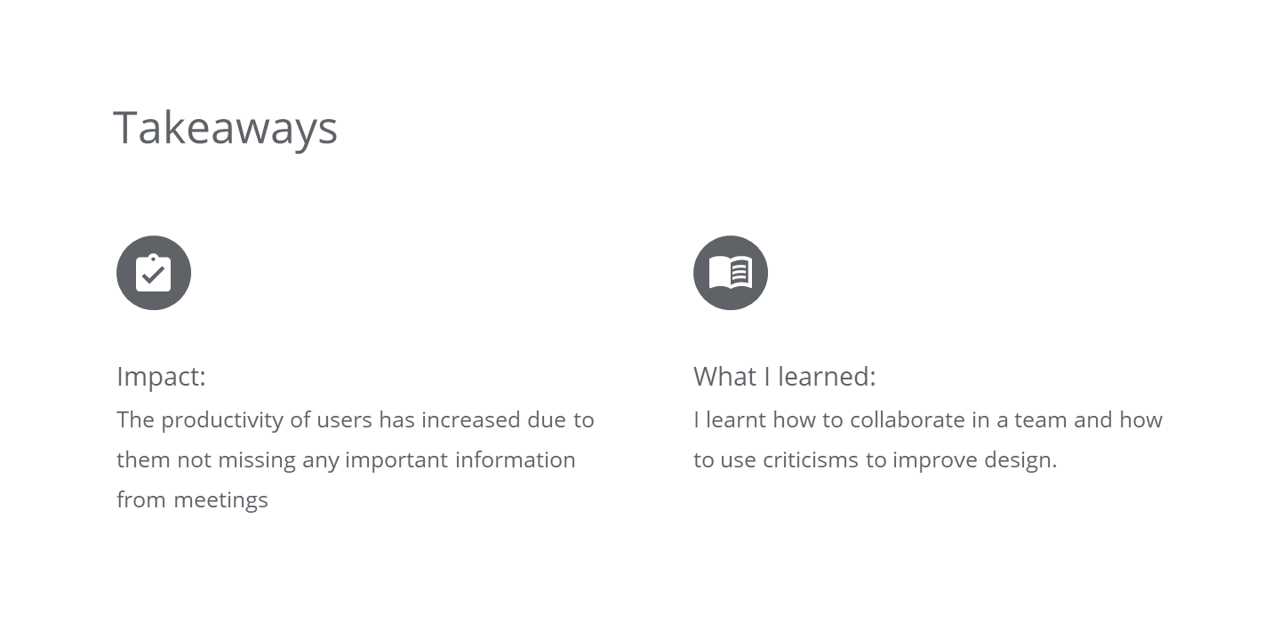 Takeaways
Impact:
The productivity of users has increased due to
them not missing any important information
from meetings
What I learned:
I learnt how to collaborate in a team and how
to use criticisms to improve design.